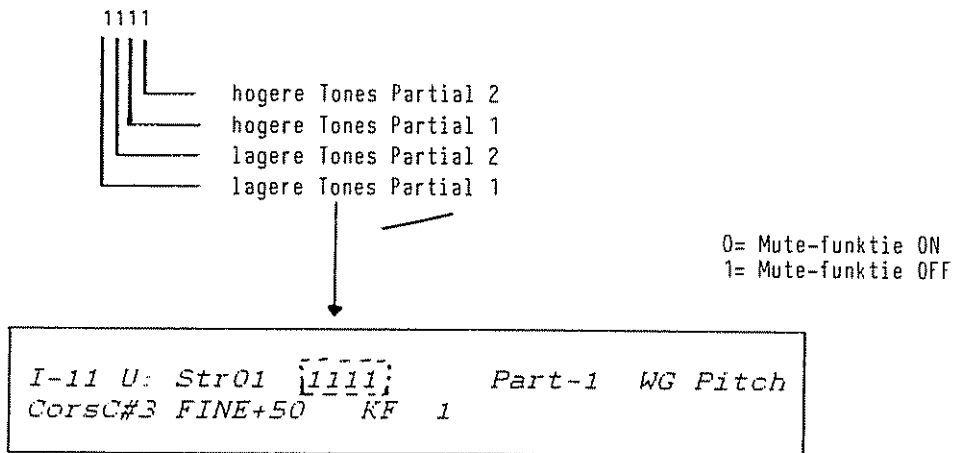 1111
hogere Tones Partial 2
hogere Tones Partial 1
lagere Tones Partial 2
lagere Tones Partial 1
0= Mute-funktie ON
1= Mute-funktie OFF
I-11 U: Str01 1111 Part-1 WG Pitch
CorsC#3 FINE+50 KF 1